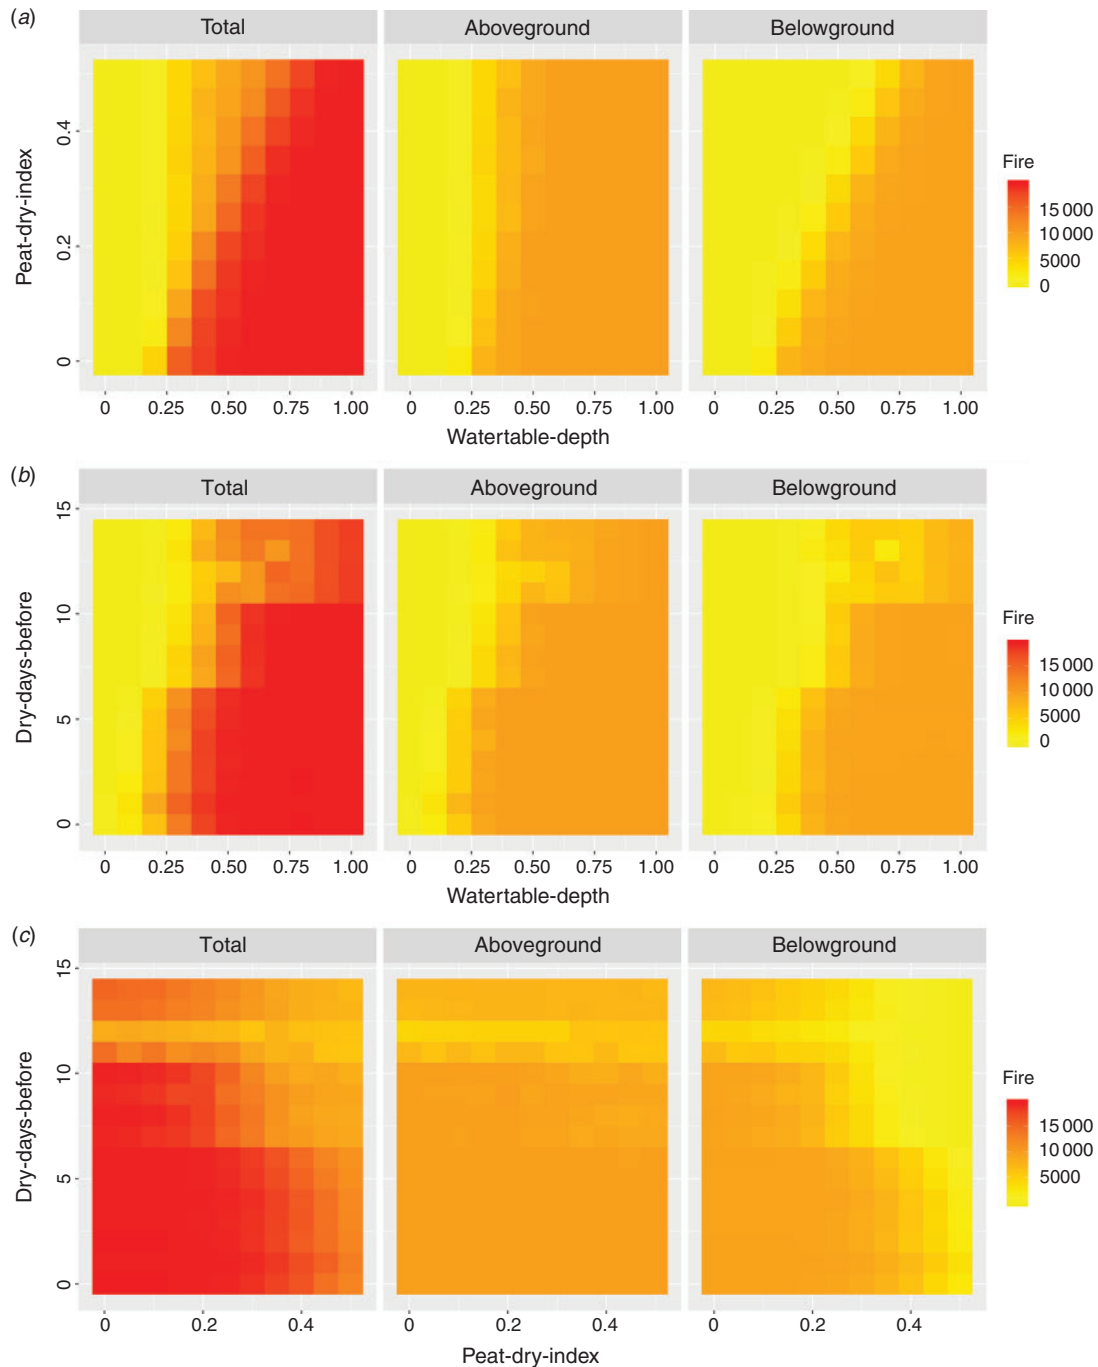 (a)
Total Aboveground Belowground
Peat-dry-index
0.4
0.2
0
Fire
15 000
10 000
5000
0
0 0.25 0.50 0.75 1.00 0 0.25 0.50 0.75 1.00 0 0.25 0.50 0.75 1.00
Watertable-depth
(b)
Total Aboveground Belowground
Dry-days-before
15
10
5
0
Fire
15 000
10 000
5000
0
0 0.25 0.50 0.75 1.00 0 0.25 0.50 0.75 1.00 0 0.25 0.50 0.75 1.00
Watertable-depth
(c)
Total Aboveground Belowground
Dry-days-before
15
10
5
0
Fire
15 000
10 000
5000
0 0.2 0.4 0 0.2 0.4 0 0.2 0.4
Peat-dry-index